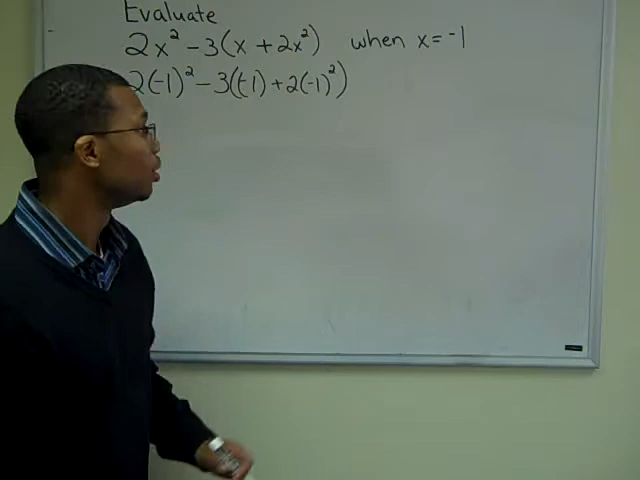 Evaluate
2x² - 3(x + 2x²) when x = -1
2(-1)² - 3((-1) + 2(-1)²)